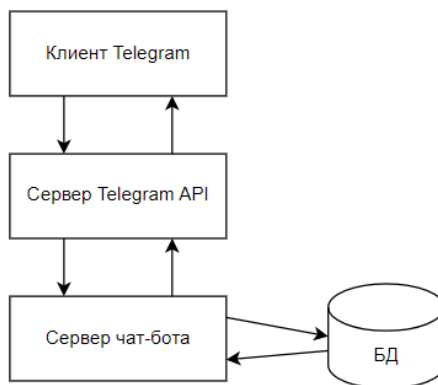 Клиент Telegram
Сервер Telegram API
Сервер чат-бота
БД